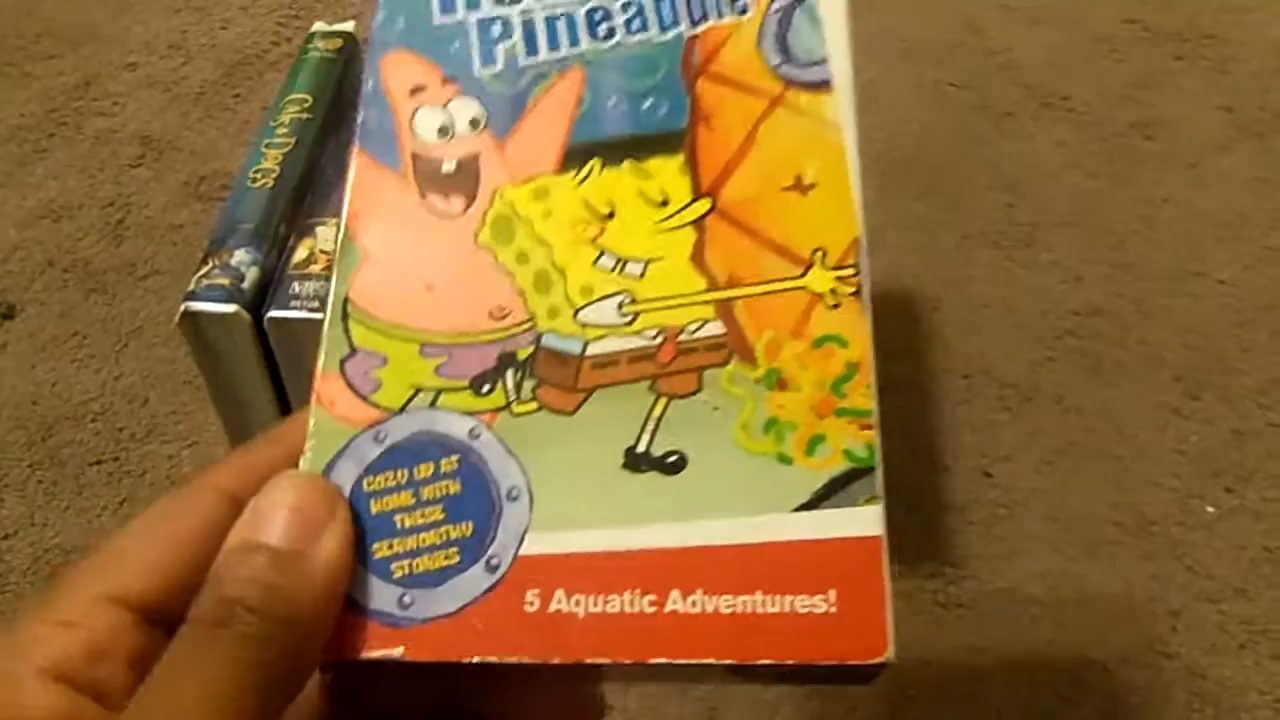 Pineapple
Cats & Dogs
COZY UP AT
HOME WITH
THESE
SEAWORTHY
STORIES
5 Aquatic Adventures!